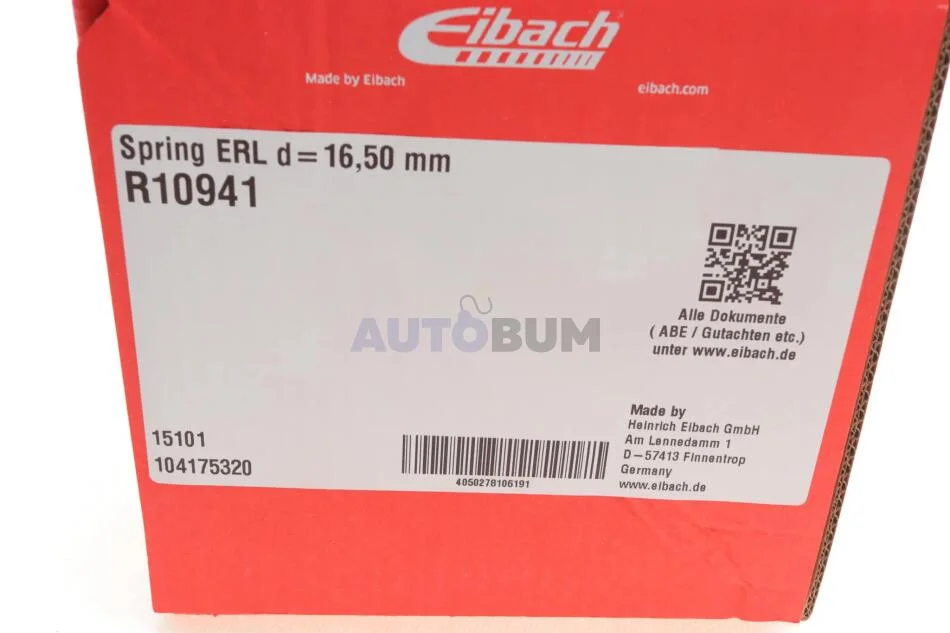 Eibach
Made by Eibach
eibach.com
Spring ERL d=16,50 mm
R10941
Alle Dokumente
( ABE / Gutachten etc.)
unter www.eibach.de
AUTOBUM
15101
104175320
4050278106191
Made by
Heinrich Eibach GmbH
Am Lennedamm 1
D-57413 Finnentrop
Germany
www.eibach.de